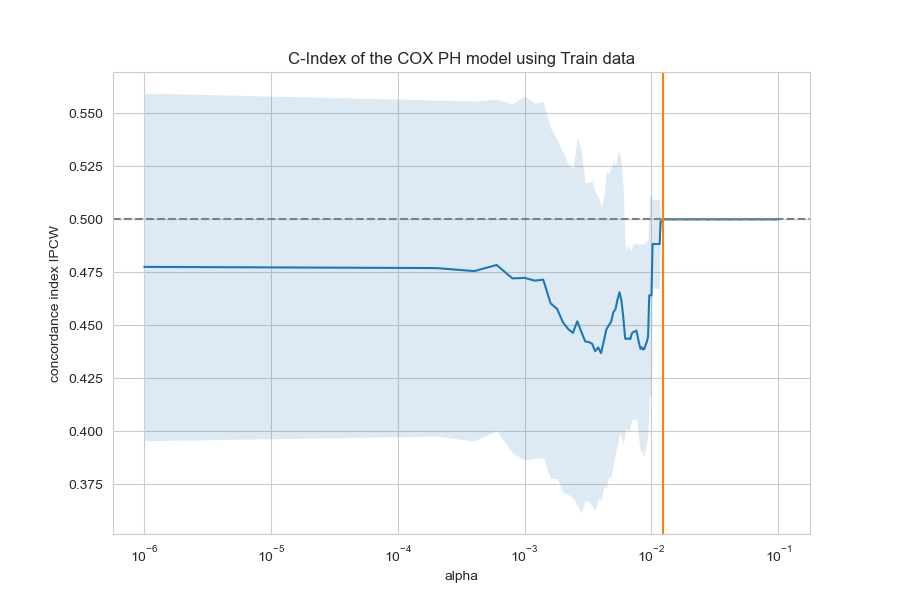 C-Index of the COX PH model using Train data
concordance index IPCW
0.550
0.525
0.500
0.475
0.450
0.425
0.400
0.375
10⁻⁶ 10⁻⁵ 10⁻⁴ 10⁻³ 10⁻² 10⁻¹
alpha